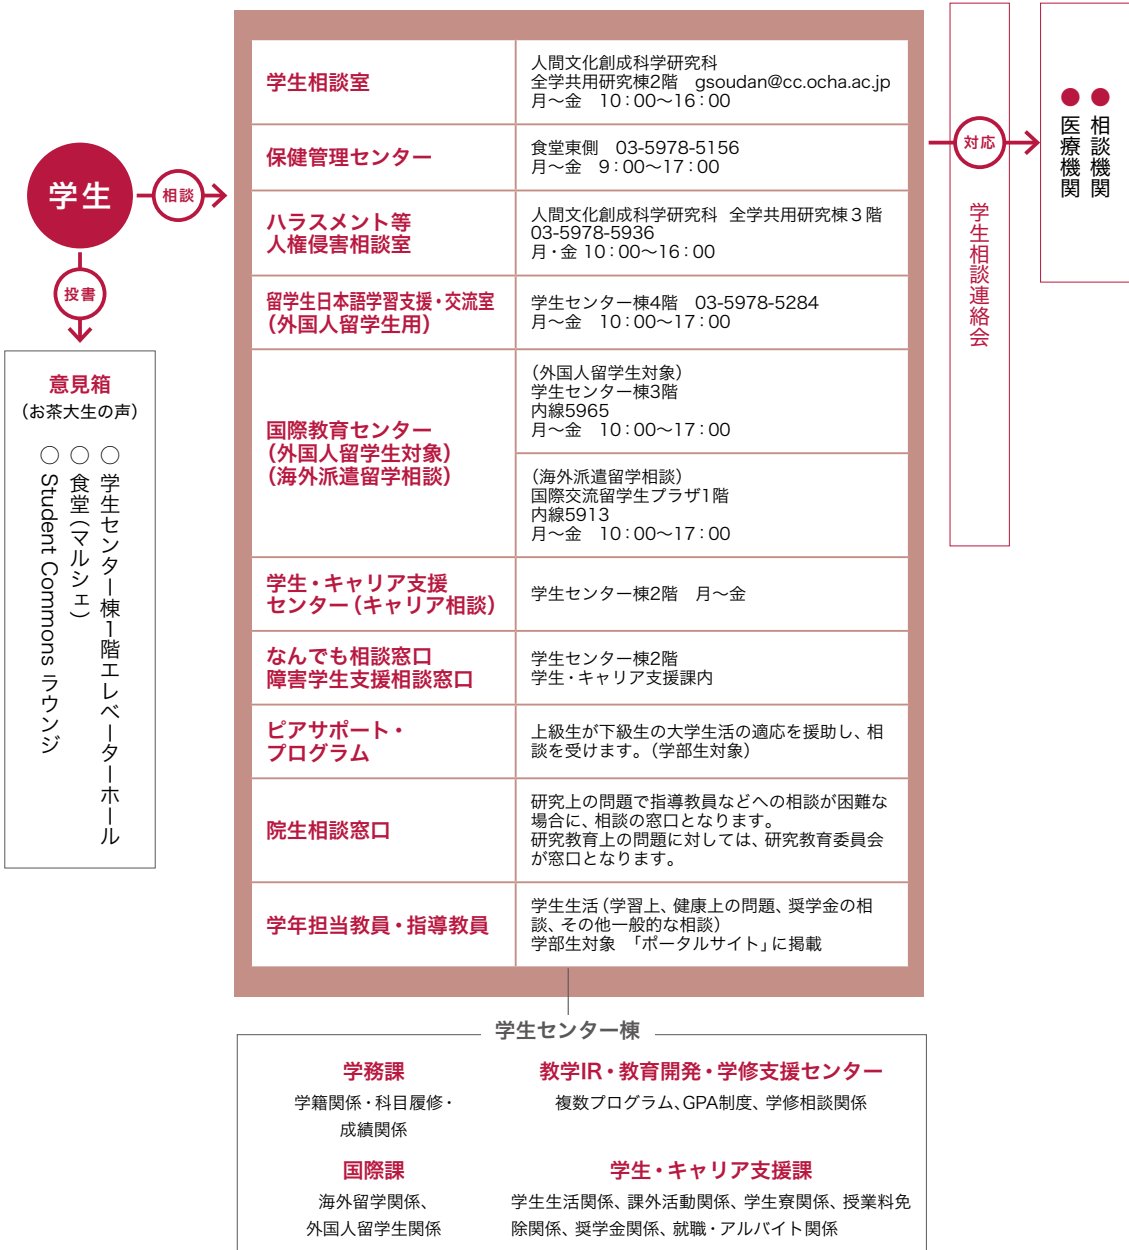 学生
相談
投書
意見箱
（お茶大生の声）
○ 学生センター棟1階エレベーターホール
○ 食堂（マルシェ）
○ Student Commons ラウンジ
学生相談室
人間文化創成科学研究科
全学共用研究棟2階　gsoudan@cc.ocha.ac.jp
月～金　10：00～16：00
保健管理センター
食堂東側　03-5978-5156
月～金　9：00～17：00
ハラスメント等
人権侵害相談室
人間文化創成科学研究科 全学共用研究棟３階
03-5978-5936
月・金 10：00～16：00
留学生日本語学習支援・交流室
（外国人留学生用）
学生センター棟4階　03-5978-5284
月～金　10：00～17：00
国際教育センター
（外国人留学生対象）
（海外派遣留学相談）
（外国人留学生対象）
学生センター棟3階
内線5965
月～金　10：00～17：00
（海外派遣留学相談）
国際交流留学生プラザ1階
内線5913
月～金　10：00～17：00
学生・キャリア支援
センター（キャリア相談）
学生センター棟2階　月～金
なんでも相談窓口
障害学生支援相談窓口
学生センター棟2階
学生・キャリア支援課内
ピアサポート・
プログラム
上級生が下級生の大学生活の適応を援助し、相
談を受けます。（学部生対象）
院生相談窓口
研究上の問題で指導教員などへの相談が困難な
場合に、相談の窓口となります。
研究教育上の問題に対しては、研究教育委員会
が窓口となります。
学年担当教員・指導教員
学生生活（学習上、健康上の問題、奨学金の相
談、その他一般的な相談）
学部生対象　「ポータルサイト」に掲載
対応
学生相談連絡会
● 相談機関
● 医療機関
学生センター棟
学務課
学籍関係・科目履修・
成績関係
教学IR・教育開発・学修支援センター
複数プログラム、GPA制度、学修相談関係
国際課
海外留学関係、
外国人留学生関係
学生・キャリア支援課
学生生活関係、課外活動関係、学生寮関係、授業料免
除関係、奨学金関係、就職・アルバイト関係